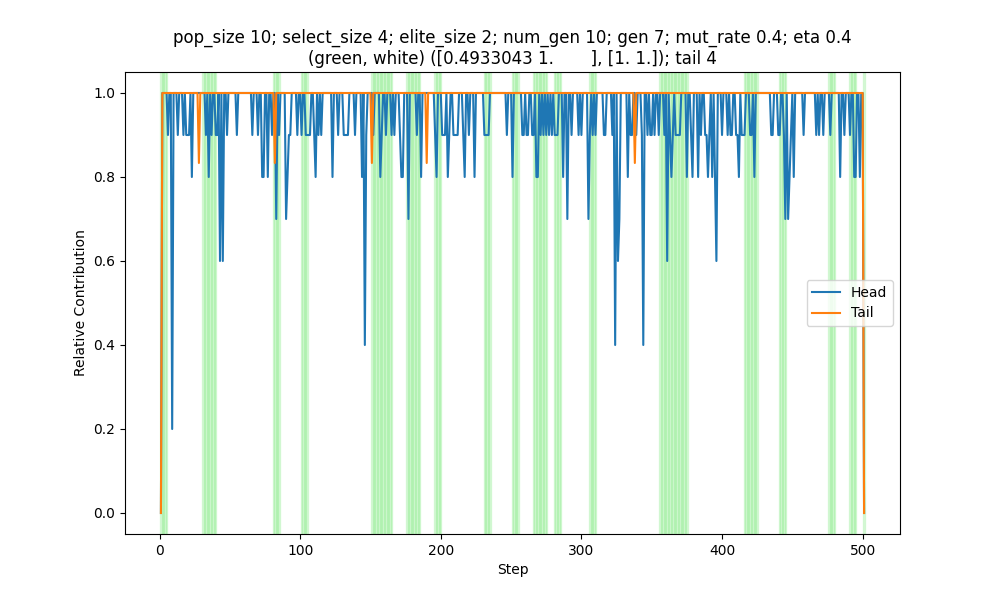 pop_size 10; select_size 4; elite_size 2; num_gen 10; gen 7; mut_rate 0.4; eta 0.4
(green, white) ([0.4933043 1.        ], [1. 1.]); tail 4
1.0
0.8
0.6
0.4
0.2
0.0
Relative Contribution
Head
Tail
0 100 200 300 400 500
Step